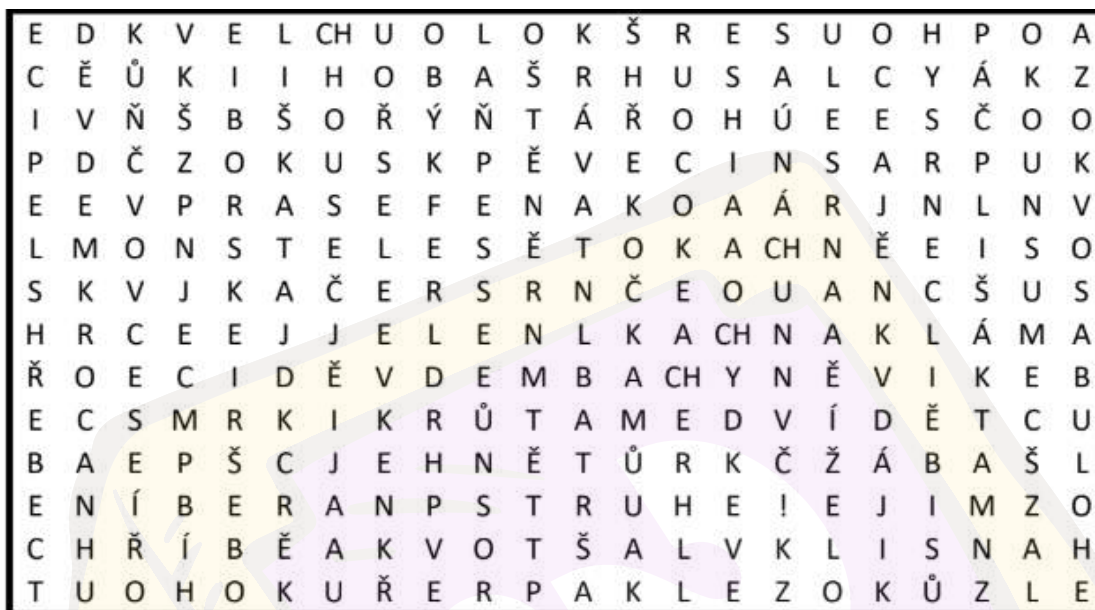 E D K V E L CH U O L O K Š R E S U O H P O A
C Ě Ů K I I H O B A Š R H U S A L C Y Á K Z
I V Ň Š B Š O Ř Ý Ň T Á Ř O H Ú E E S Č O O
P D Č Z O K U S K P Ě V E C I N S A R P U K
E E V P R A S E F E N A K O A Á R J N L N V
L M O N S T E L E S Ě T O K A CH N Ě E I S O
S K V J K A Č E R S R N Č E O U A N C Š U S
H R C E E J J E L E N L K A CH N A K L Á M A
Ř O E C I D Ě V D E M B A CH Y N Ě V I K E B
E C S M R K I K R Ů T A M E D V Í D Ě T C U
B A E P Š C J E H N Ě T Ů R K Č Ž Á B A Š L
E N Í B E R A N P S T R U H E ! E J I M Z O
C H Ř Í B Ě A K V O T Š A L V K L I S N A H
T U O H O K U Ř E R P A K L E Z O K Ů Z L E